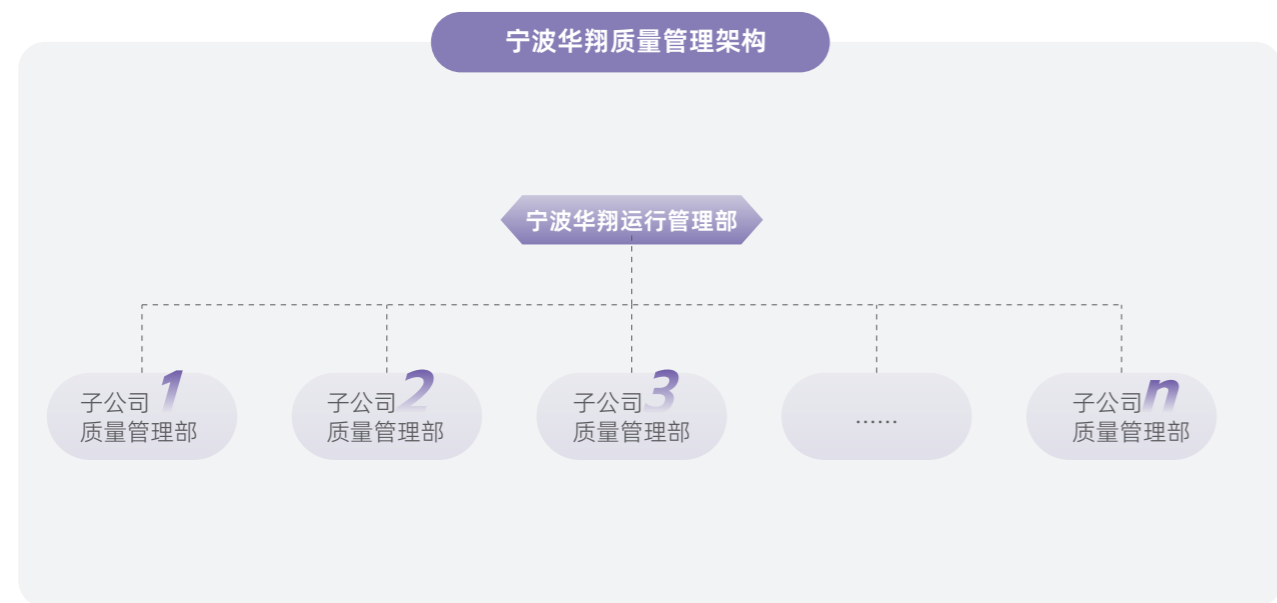 宁波华翔质量管理架构
宁波华翔运行管理部
子公司1
质量管理部
子公司2
质量管理部
子公司3
质量管理部
......
子公司n
质量管理部